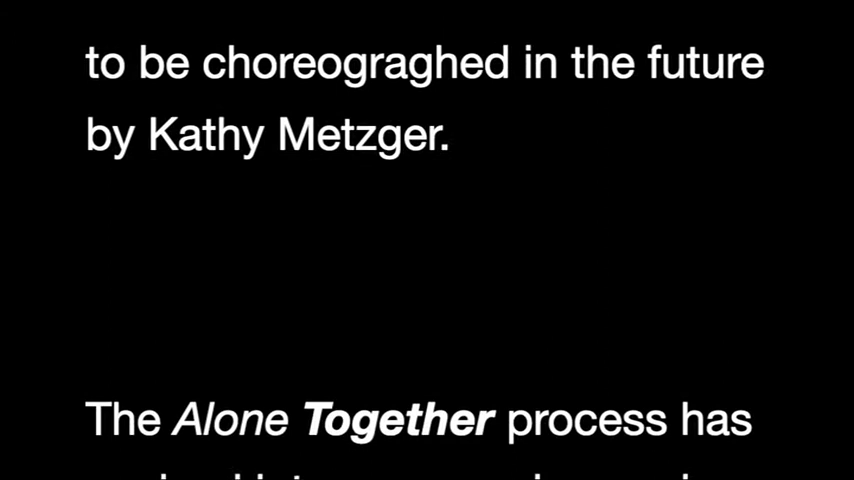 to be choreograghed in the future
by Kathy Metzger.
The Alone Together process has